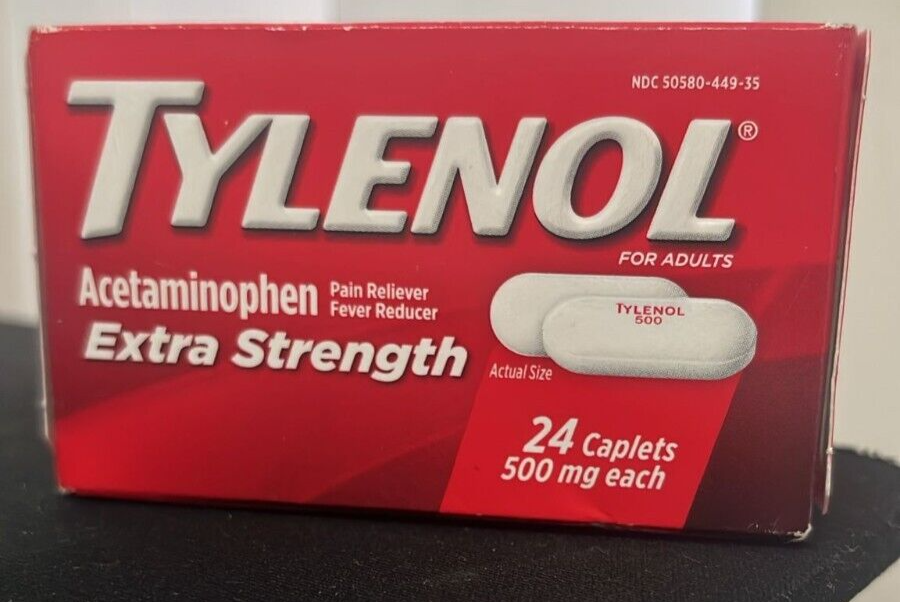 NDC 50580-449-35
TYLENOL®
FOR ADULTS
Acetaminophen
Pain Reliever
Fever Reducer
Extra Strength
TYLENOL
500
Actual Size
24 Caplets
500 mg each